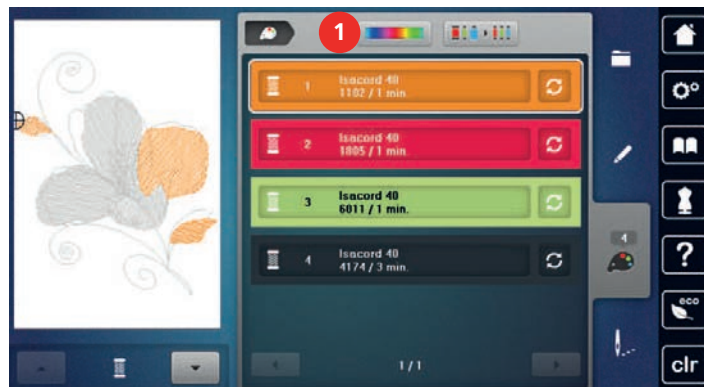 1
1
Isacord 40
1102 / 1 min.
2
Isacord 40
1805 / 1 min.
3
Isacord 40
6011 / 1 min.
4
Isacord 40
4174 / 3 min.
1/1
4
?
eco
clr